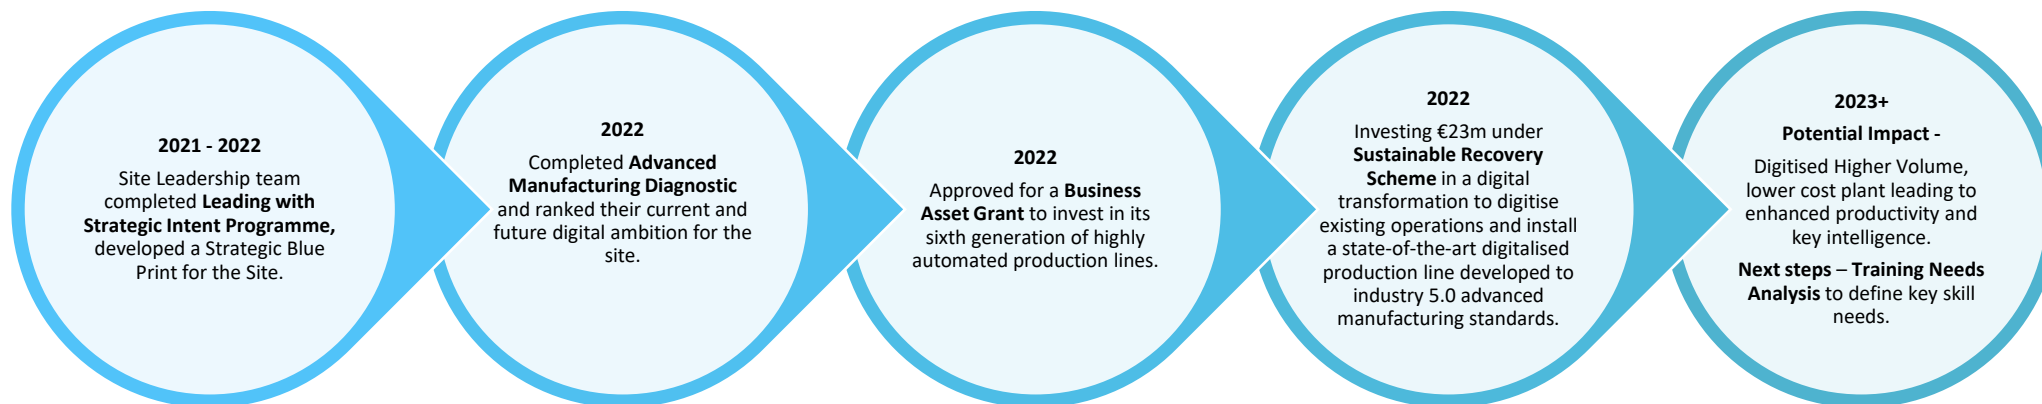 2021 - 2022
Site Leadership team
completed Leading with
Strategic Intent Programme,
developed a Strategic Blue
Print for the Site.
2022
Completed Advanced
Manufacturing Diagnostic
and ranked their current and
future digital ambition for the
site.
2022
Approved for a Business
Asset Grant to invest in its
sixth generation of highly
automated production lines.
2022
Investing €23m under
Sustainable Recovery
Scheme in a digital
transformation to digitise
existing operations and install
a state-of-the-art digitalised
production line developed to
industry 5.0 advanced
manufacturing standards.
2023+
Potential Impact -
Digitised Higher Volume,
lower cost plant leading to
enhanced productivity and
key intelligence.
Next steps – Training Needs
Analysis to define key skill
needs.